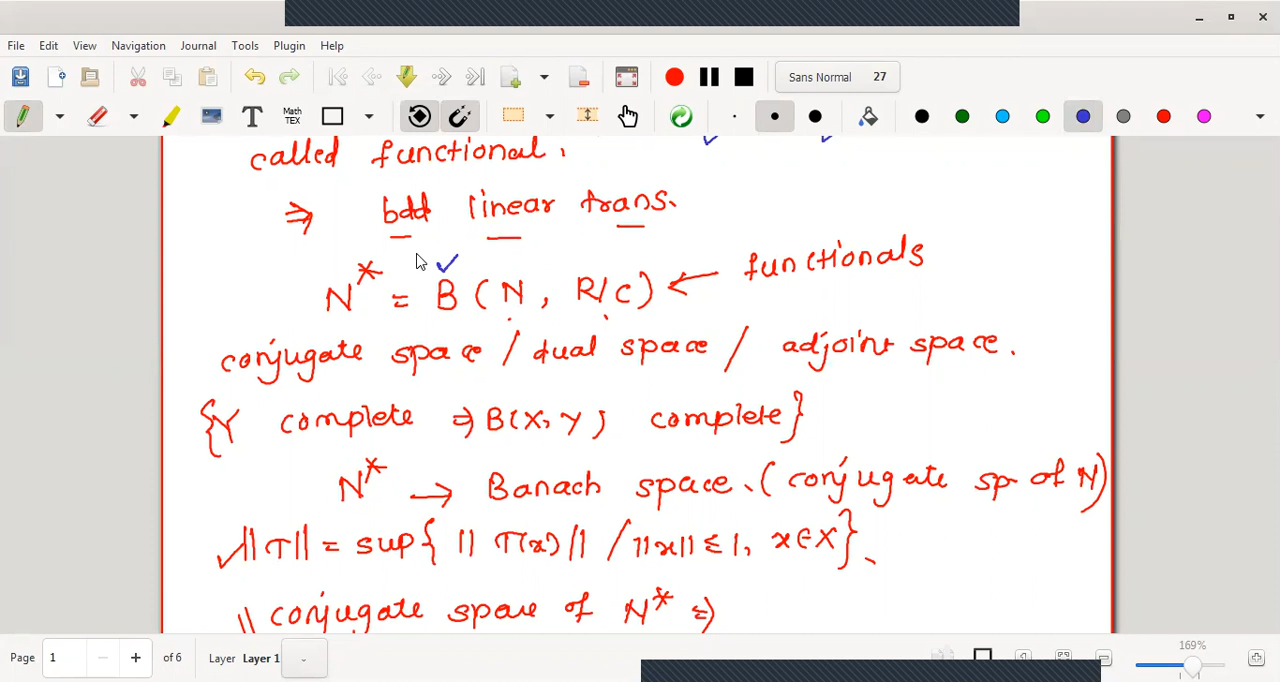 File Edit View Navigation Journal Tools Plugin Help
Sans Normal 27
T Math TEX
called functional.
⇒ bdd linear trans.
N* = B(N, R/C) ← functionals
conjugate space / dual space / adjoint space.
{Y complete ⇒ B(X, Y) complete}
N* → Banach space. (conjugate sp. of N)
||T|| = sup{ ||T(x)|| / ||x|| ≤ 1, x ∈ X}.
|| conjugate space of N* ⇒
Page 1 of 6 Layer Layer 1 169%